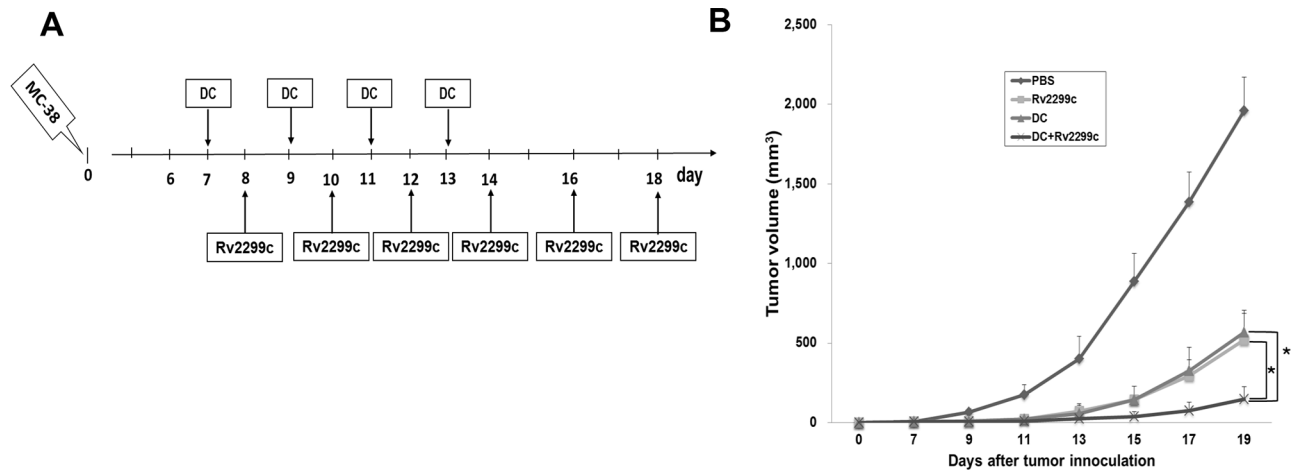 A
MC-38
DC DC DC DC
0 6 7 8 9 10 11 12 13 14 16 18 day
Rv2299c Rv2299c Rv2299c Rv2299c Rv2299c Rv2299c
B
Tumor volume (mm³)
2,500
2,000
1,500
1,000
500
0
PBS
Rv2299c
DC
DC+Rv2299c
*
*
0 7 9 11 13 15 17 19
Days after tumor innoculation